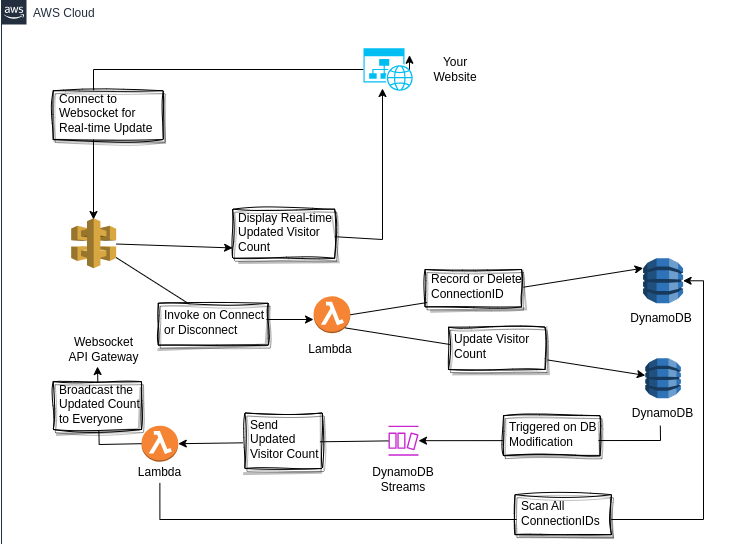 aws
AWS Cloud
Your
Website
Connect to
Websocket for
Real-time Update
Display Real-time
Updated Visitor
Count
Record or Delete
ConnectionID
DynamoDB
Invoke on Connect
or Disconnect
Lambda
Update Visitor
Count
Websocket
API Gateway
DynamoDB
Broadcast the
Updated Count
to Everyone
Lambda
Send
Updated
Visitor Count
DynamoDB
Streams
Triggered on DB
Modification
Scan All
ConnectionIDs